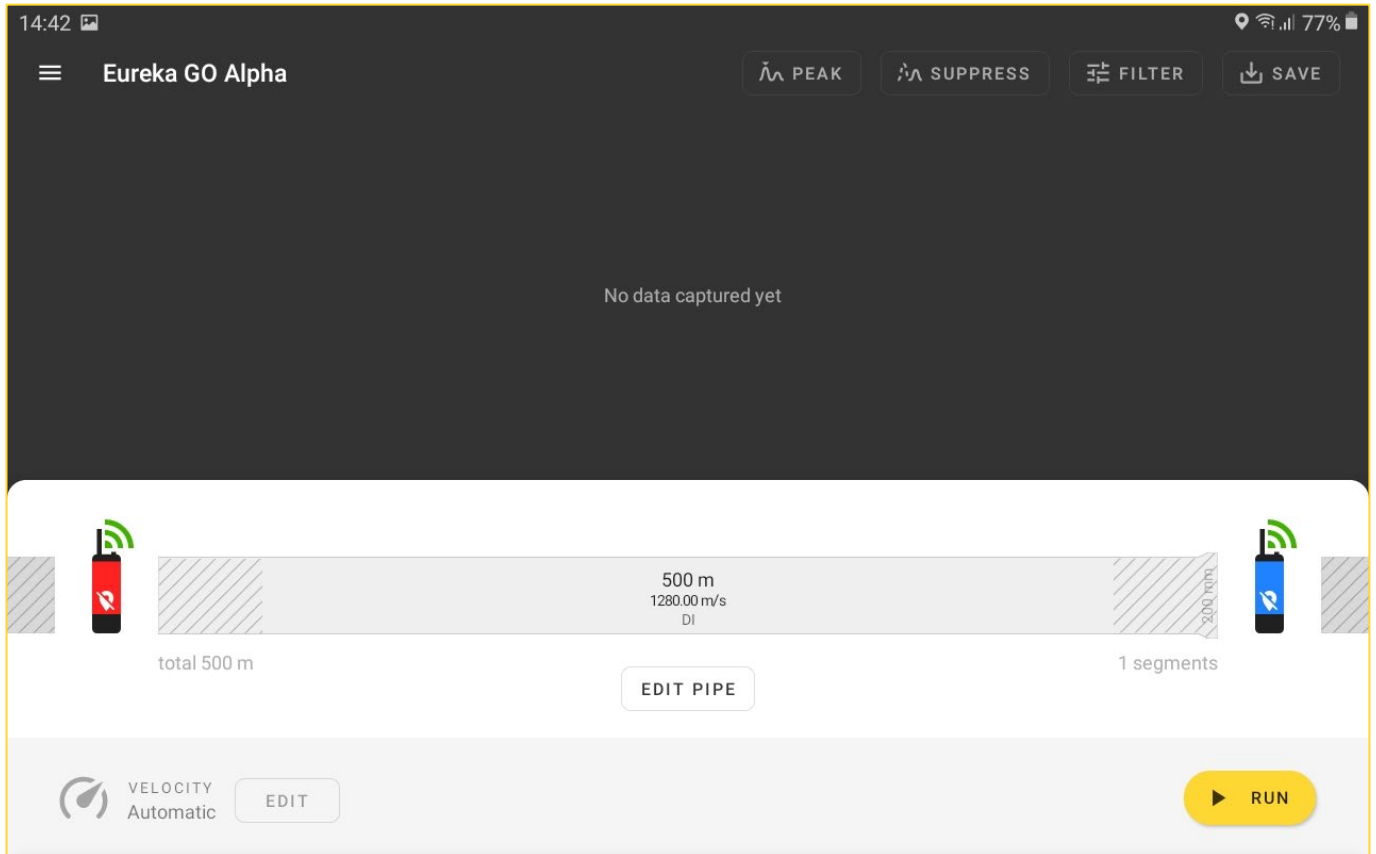 14:42 77%
Eureka GO Alpha PEAK SUPPRESS FILTER SAVE
No data captured yet
500 m
1280.00 m/s
DI
200 mm
total 500 m 1 segments
EDIT PIPE
VELOCITY
Automatic EDIT RUN